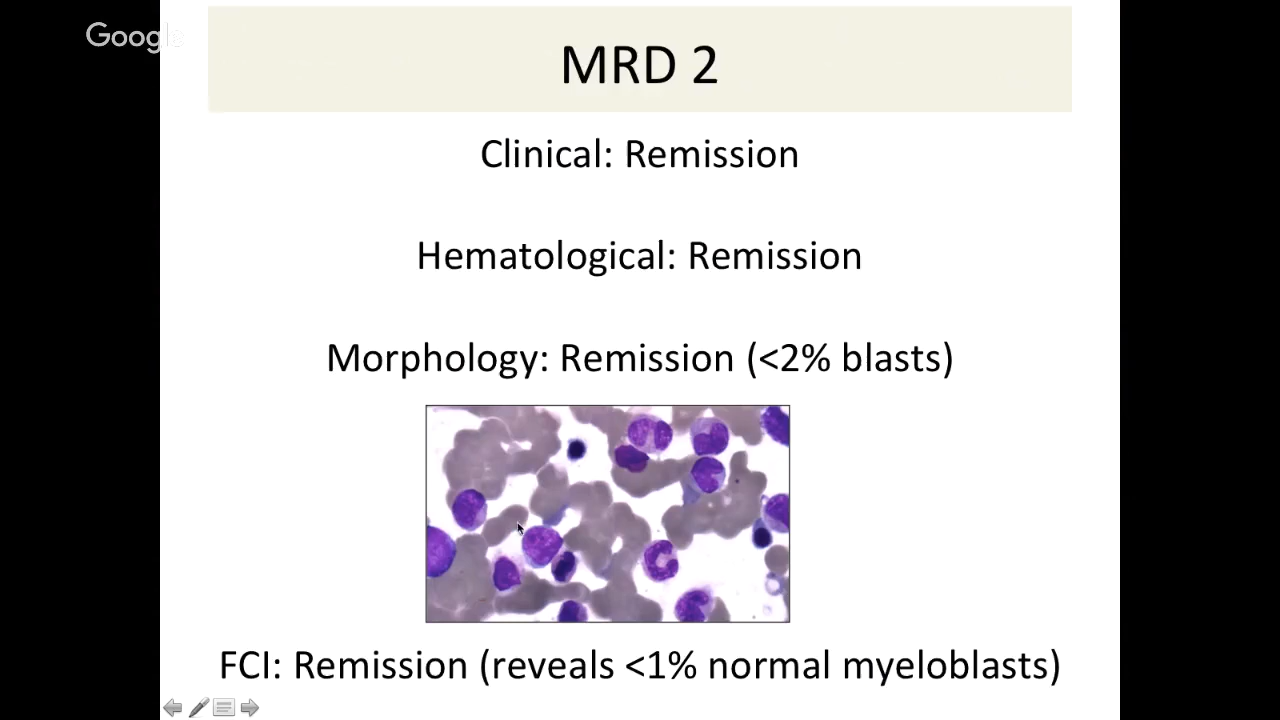 Google
MRD 2
Clinical: Remission
Hematological: Remission
Morphology: Remission (<2% blasts)
FCI: Remission (reveals <1% normal myeloblasts)